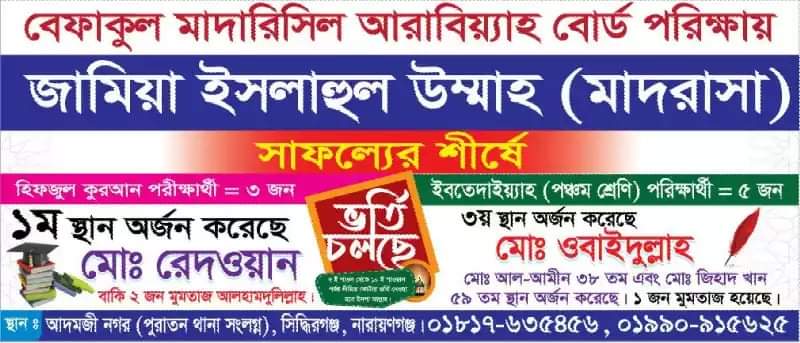 বেফাকুল মাদারিসিল আরাবিয়্যাহ বোর্ড পরিক্ষায়
জামিয়া ইসলাহুল উম্মাহ (মাদরাসা)
সাফল্যের শীর্ষে
হিফজুল কুরআন পরীক্ষার্থী = ৩ জন
১ম স্থান অর্জন করেছে
মোঃ রেদওয়ান
বাকি ২ জন মুমতাজ আলহামদুলিল্লাহ।
ভর্তি
চলছে
ইবতেদাইয়্যাহ (পঞ্চম শ্রেণি) পরিক্ষার্থী = ৫ জন
৩য় স্থান অর্জন করেছে
মোঃ ওবাইদুল্লাহ
মোঃ আল-আমীন ৩৮ তম এবং মোঃ জিহাদ খান
৫৯ তম স্থান অর্জন করেছে। ১ জন মুমতাজ হয়েছে।
স্থান ঃ আদমজী নগর (পুরাতন থানা সংলগ্ন), সিদ্ধিরগঞ্জ, নারায়ণগঞ্জ। ০১৮১৭-৬৩৫৪৫৬, ০১৯৯০-৯১৫৬২৫